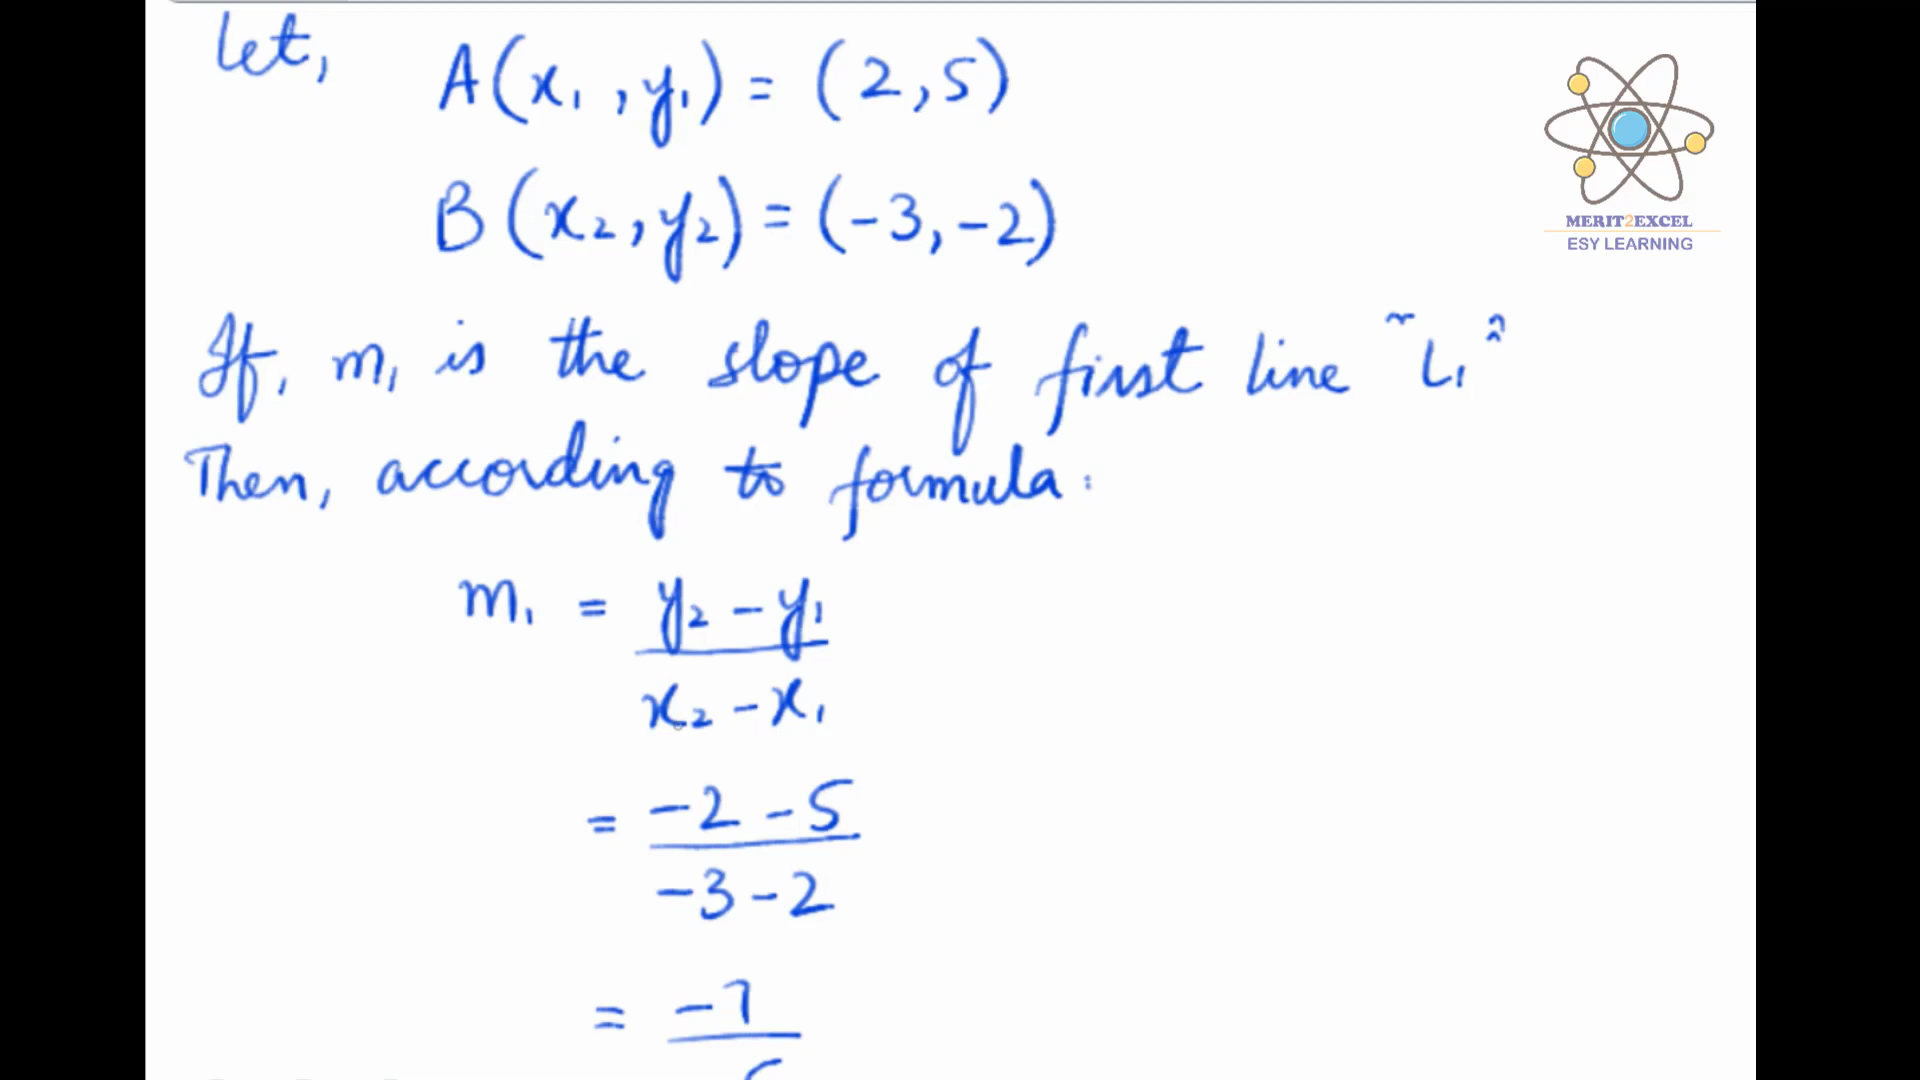 Let,
A(x₁, y₁) = (2, 5)
B(x₂, y₂) = (-3, -2)
If, m₁ is the slope of first line "L₁"
Then, according to formula:
m₁ = y₂ - y₁
x₂ - x₁
= -2 - 5
-3 - 2
= -7
MERIT2EXCEL
ESY LEARNING